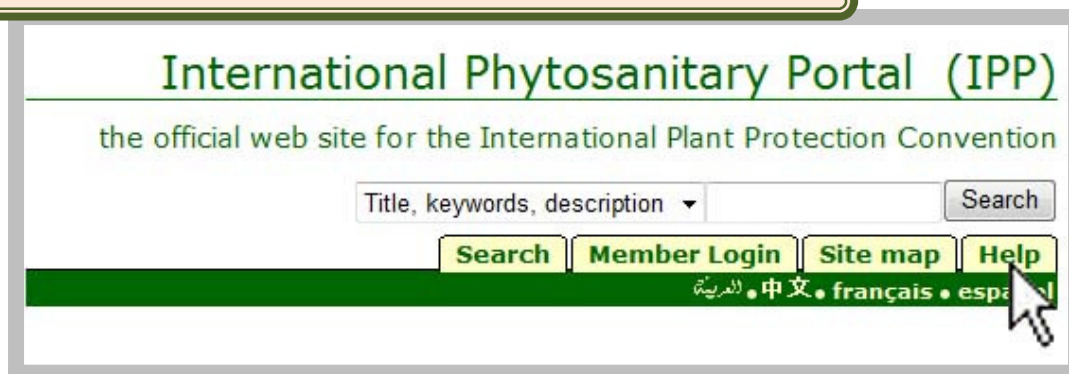 International Phytosanitary Portal (IPP)
the official web site for the International Plant Protection Convention
Title, keywords, description Search
Search Member Login Site map Help
العربية • 中文 • français • español